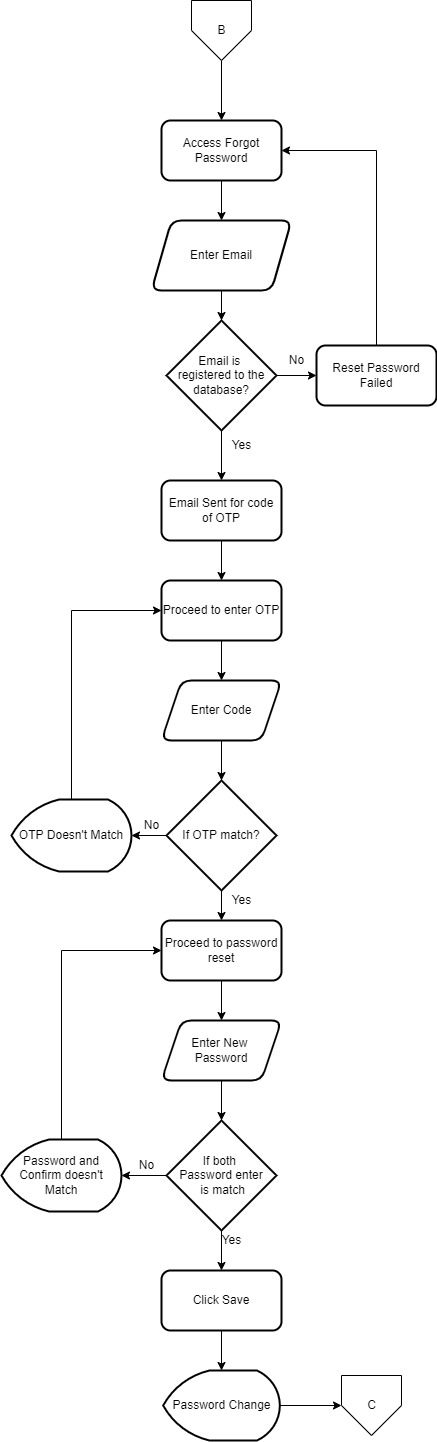 B
Access Forgot
Password
Enter Email
Email is
registered to the
database?
No
Reset Password
Failed
Yes
Email Sent for code
of OTP
Proceed to enter OTP
Enter Code
If OTP match?
No
OTP Doesn't Match
Yes
Proceed to password
reset
Enter New
Password
If both
Password enter
is match
No
Password and
Confirm doesn't
Match
Yes
Click Save
Password Change
C